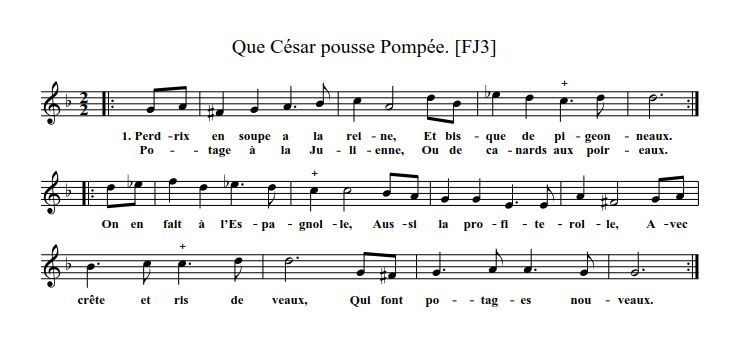 Que César pousse Pompée. [FJ3]
1. Perd--rix en soupe a la rei-ne, Et bis--que de pi-geon--neaux.
Po--tage à la Ju-li-enne, Ou de ca-nards aux poir--eaux.
On en fait à l'Es-pa-gnol-le, Aus-si la pro-fi-te-rol-le, A-vec
crête et ris de veaux, Qui font po--tag--es nou--veaux.